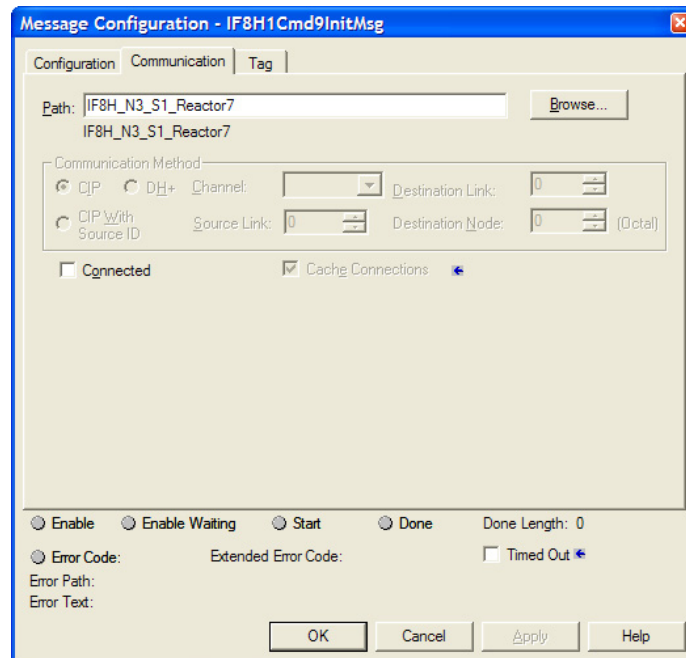 Message Configuration - IF8H1Cmd9InitMsg
Configuration Communication Tag
Path: IF8H_N3_S1_Reactor7 Browse...
IF8H_N3_S1_Reactor7
Communication Method
CIP DH+ Channel: Destination Link: 0
CIP With
Source ID Source Link: 0 Destination Node: 0 (Octal)
Connected Cache Connections
Enable Enable Waiting Start Done Done Length: 0
Error Code: Extended Error Code: Timed Out
Error Path:
Error Text:
OK Cancel Apply Help